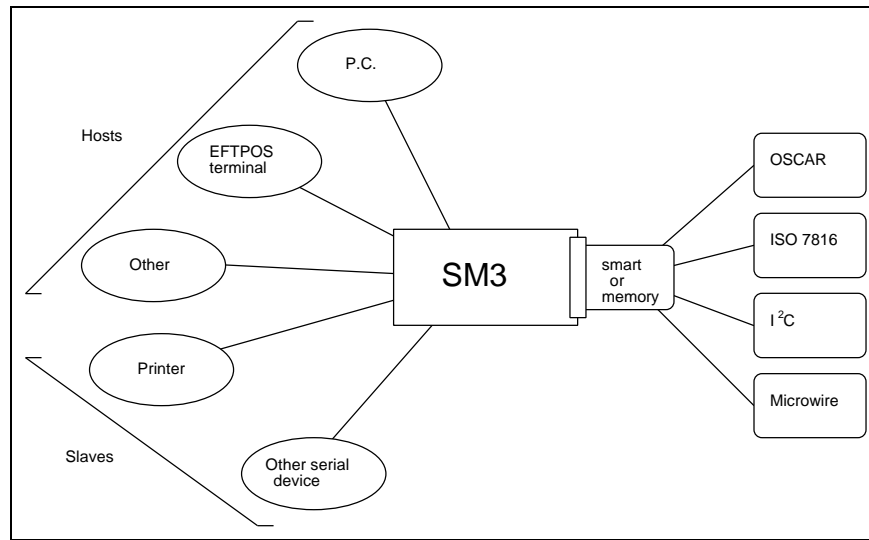 P.C.
Hosts
EFTPOS
terminal
Other
Printer
Slaves
Other serial
device
SM3
smart
or
memory
OSCAR
ISO 7816
I²C
Microwire